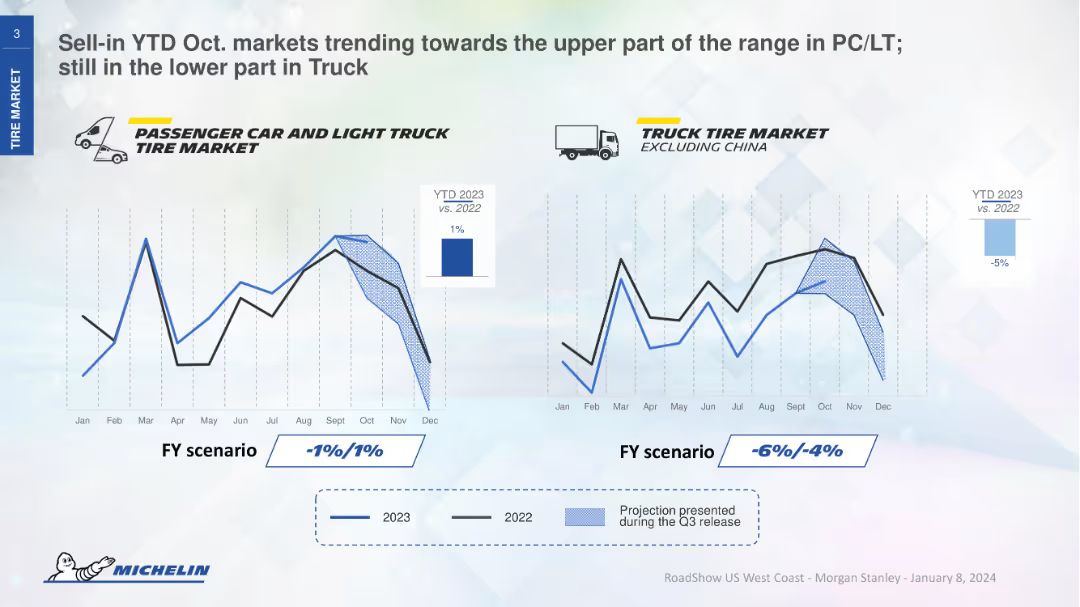 3
TIRE MARKET
Sell-in YTD Oct. markets trending towards the upper part of the range in PC/LT;
still in the lower part in Truck
PASSENGER CAR AND LIGHT TRUCK
TIRE MARKET
YTD 2023
vs. 2022
1%
Jan Feb Mar Apr May Jun Jul Aug Sept Oct Nov Dec
FY scenario -1%/1%
TRUCK TIRE MARKET
EXCLUDING CHINA
YTD 2023
vs. 2022
-5%
Jan Feb Mar Apr May Jun Jul Aug Sept Oct Nov Dec
FY scenario -6%/-4%
2023 2022 Projection presented
during the Q3 release
MICHELIN
RoadShow US West Coast - Morgan Stanley - January 8, 2024